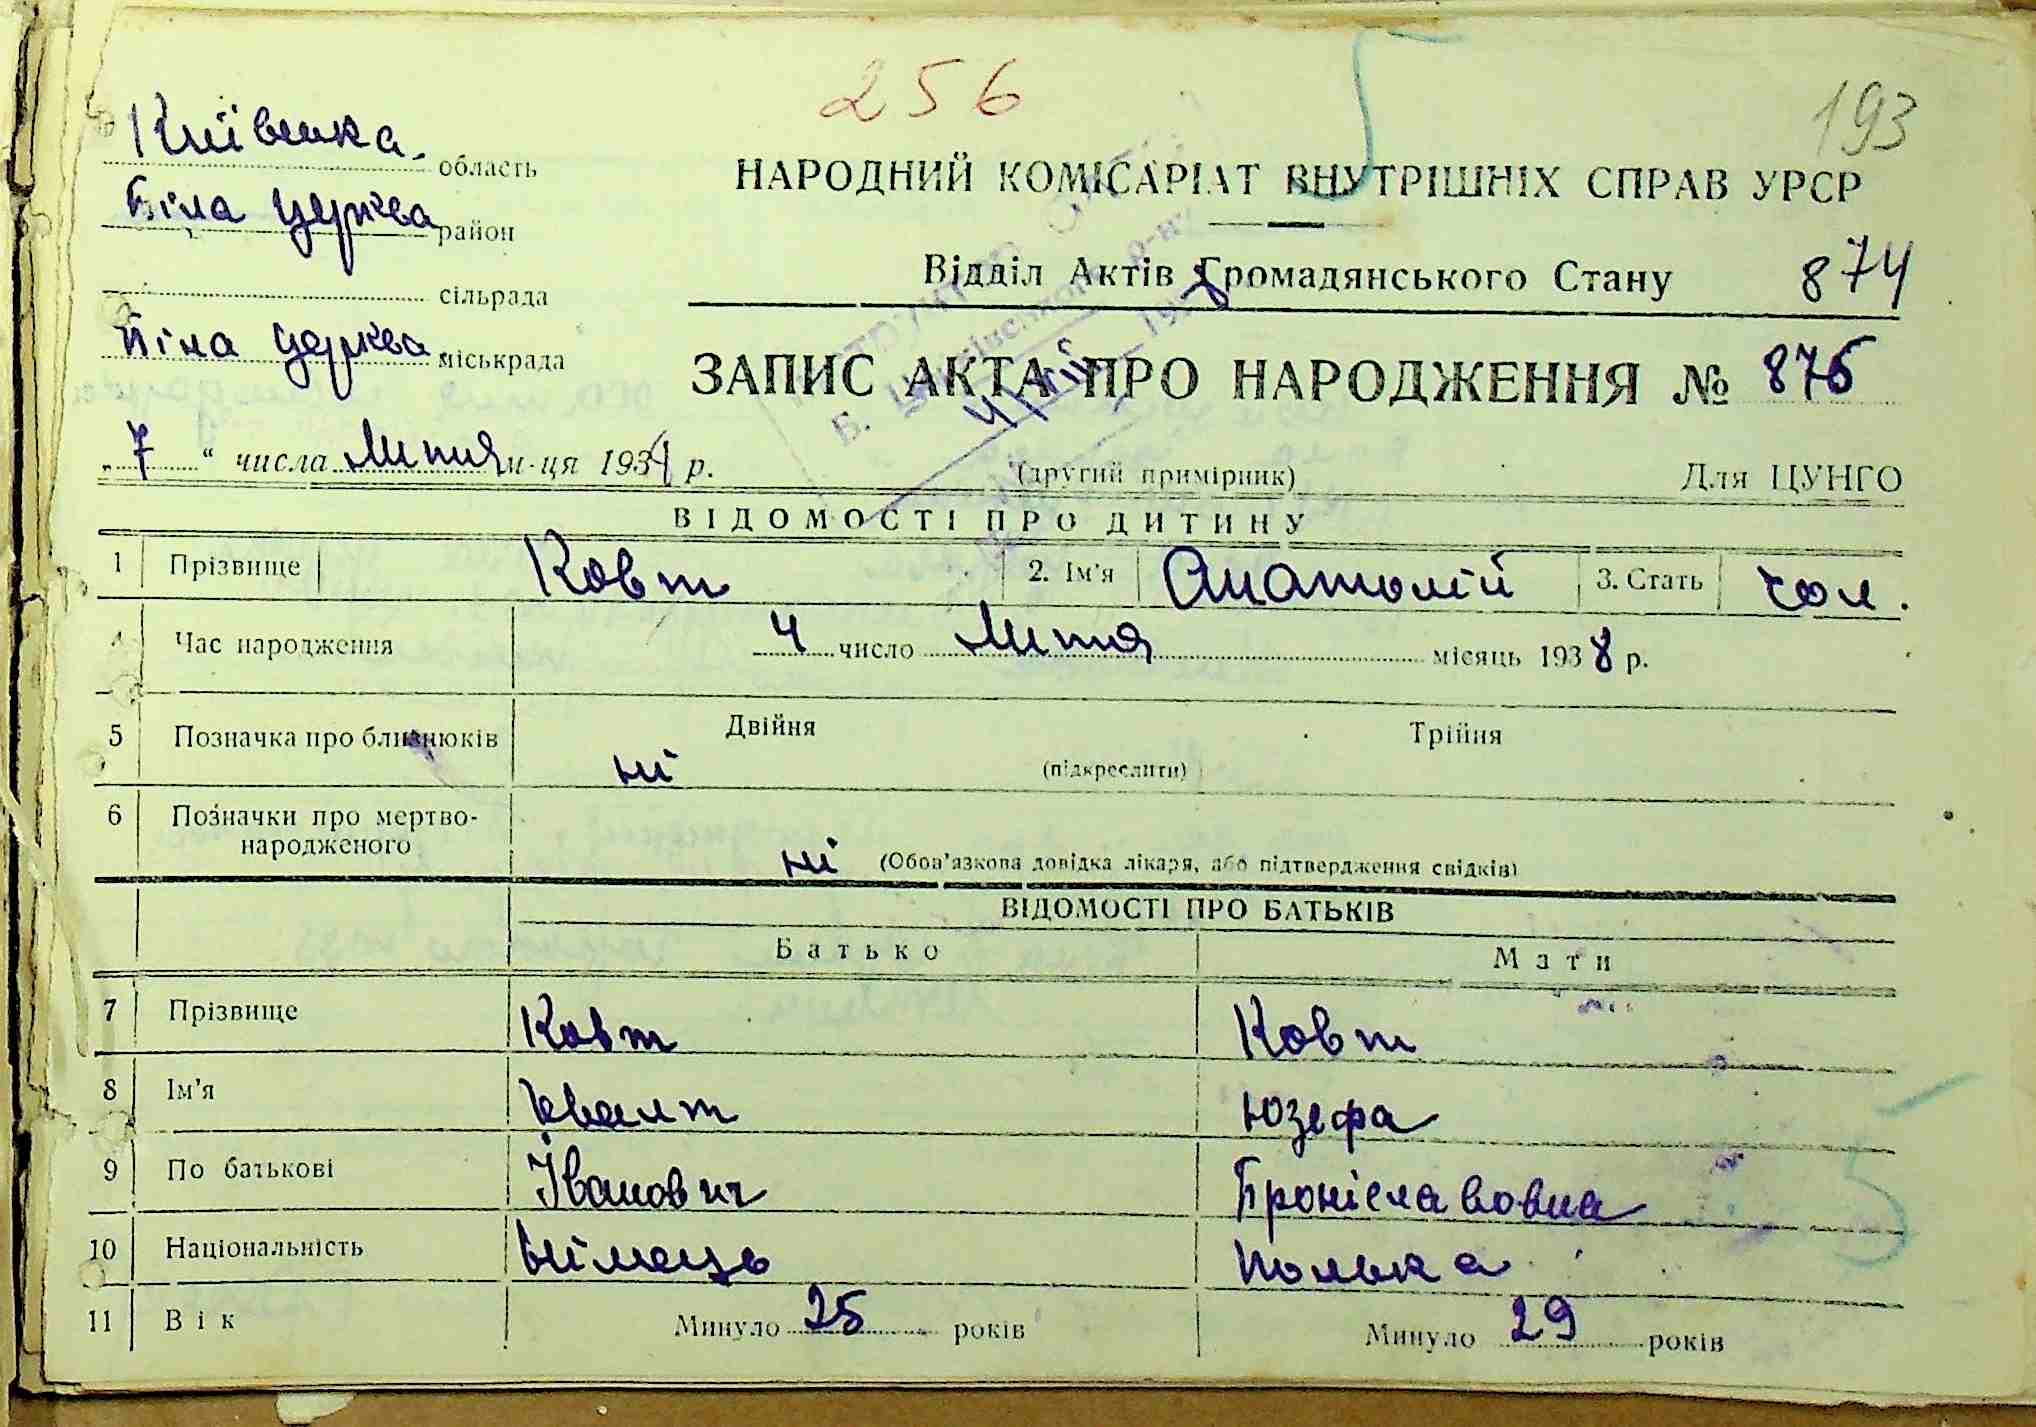 256
193
Київська область
Біла Церква район
сільрада
Біла Церква міськрада
НАРОДНИЙ КОМІСАРІАТ ВНУТРІШНІХ СПРАВ УРСР
Відділ Актів Громадянського Стану 874
ЗАПИС АКТА ПРО НАРОДЖЕННЯ № 875
„7“ числа Липня м-ця 193 р.
(другий примірник)
Для ЦУНГО
ВІДОМОСТІ ПРО ДИТИНУ
1 Прізвище Ковт 2. Ім'я Анатолій 3. Стать чол.
4 Час народження 4 число Липня місяць 1938 р.
5 Позначка про близнюків Двійня Трійня
ні (підкреслити)
6 Позначки про мертво-
народженого
ні (Обов'язкова довідка лікаря, або підтвердження свідків)
ВІДОМОСТІ ПРО БАТЬКІВ
Батько Мати
7 Прізвище Ковт Ковт
8 Ім'я Юзефа
9 По батькові Іванович Броніславовна
10 Національність німець полька
11 Вік Минуло 25 років Минуло 29 років